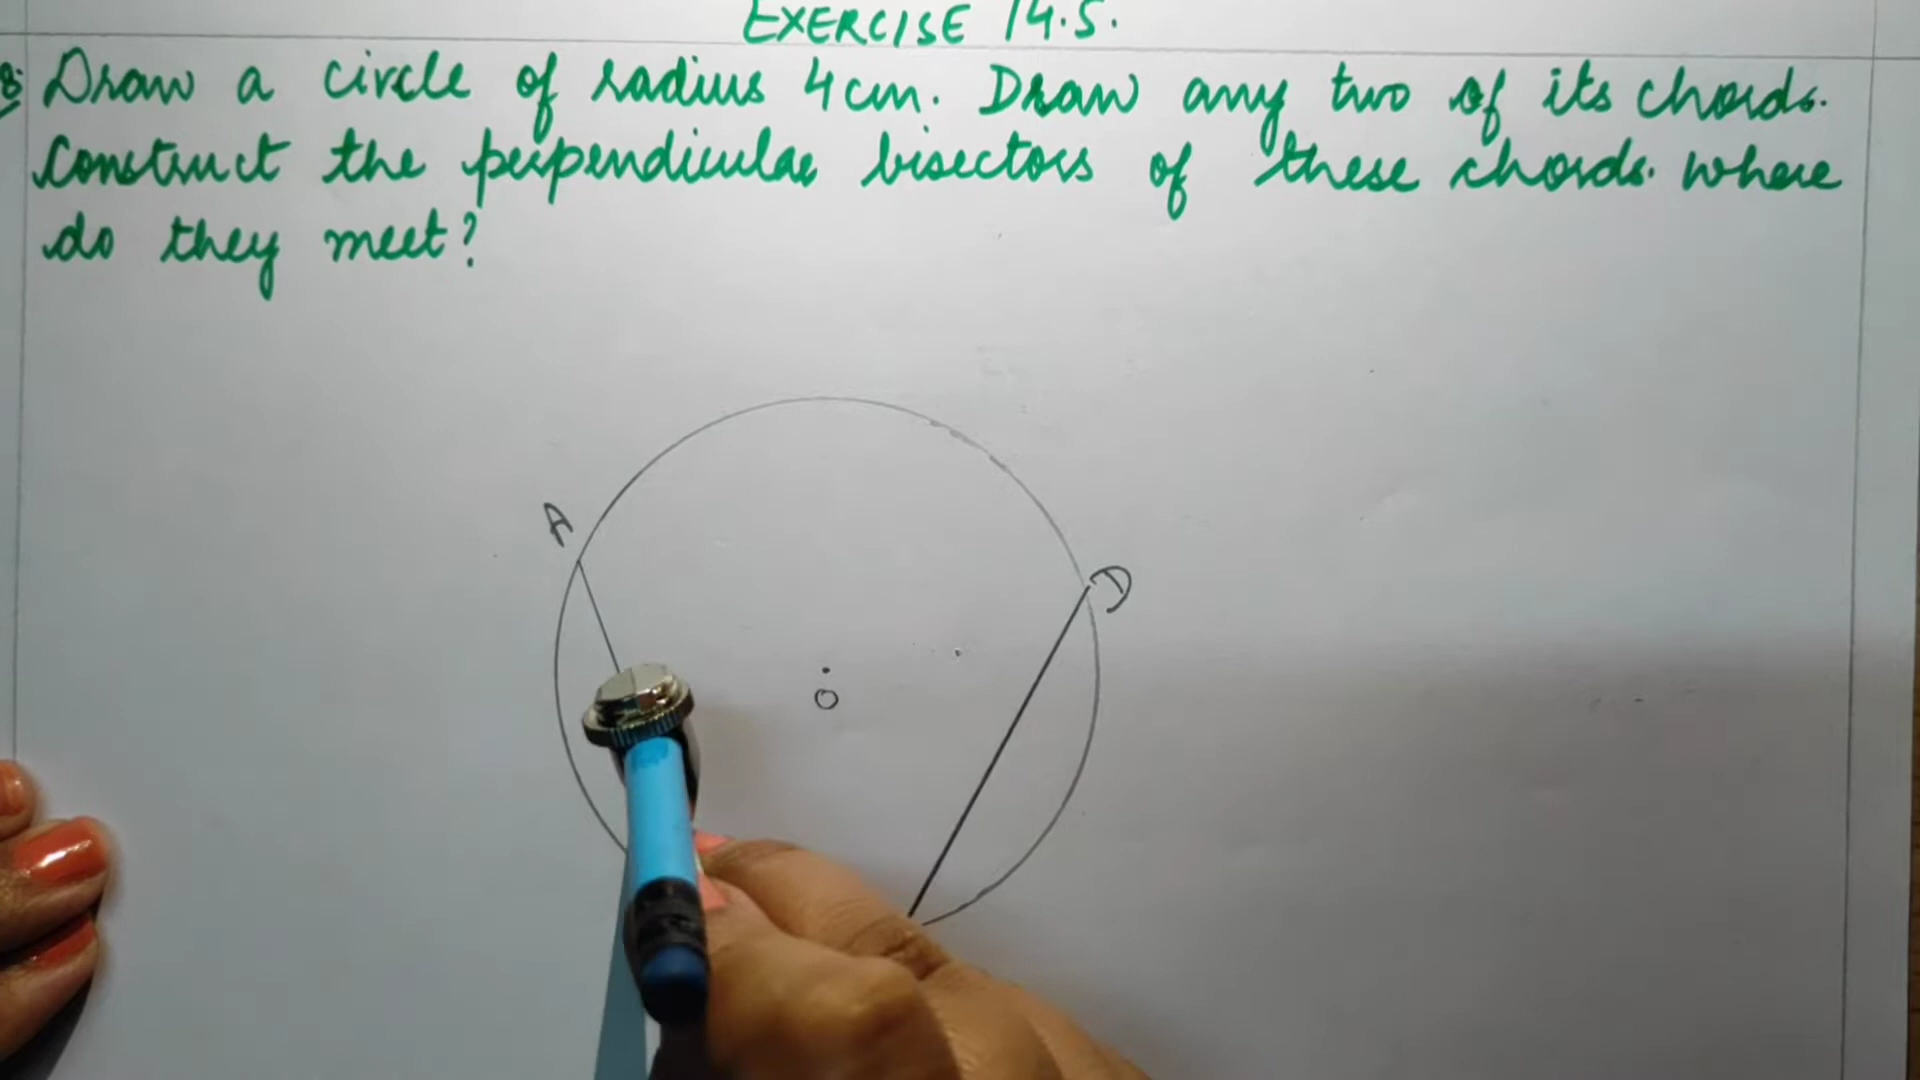 EXERCISE 14.5.
8. Draw a circle of radius 4cm. Draw any two of its chords.
Construct the perpendicular bisectors of these chords. where
do they meet?
A
D
O